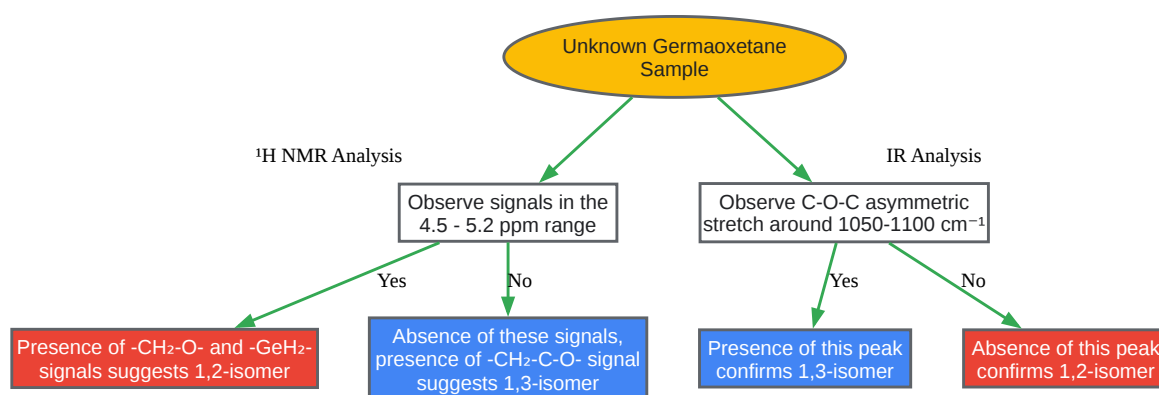 Unknown Germaoxetane
Sample
¹H NMR Analysis
IR Analysis
Observe signals in the
4.5 - 5.2 ppm range
Observe C-O-C asymmetric
stretch around 1050-1100 cm⁻¹
Yes
No
Yes
No
Presence of -CH₂-O- and -GeH₂-
signals suggests 1,2-isomer
Absence of these signals,
presence of -CH₂-C-O- signal
suggests 1,3-isomer
Presence of this peak
confirms 1,3-isomer
Absence of this peak
confirms 1,2-isomer